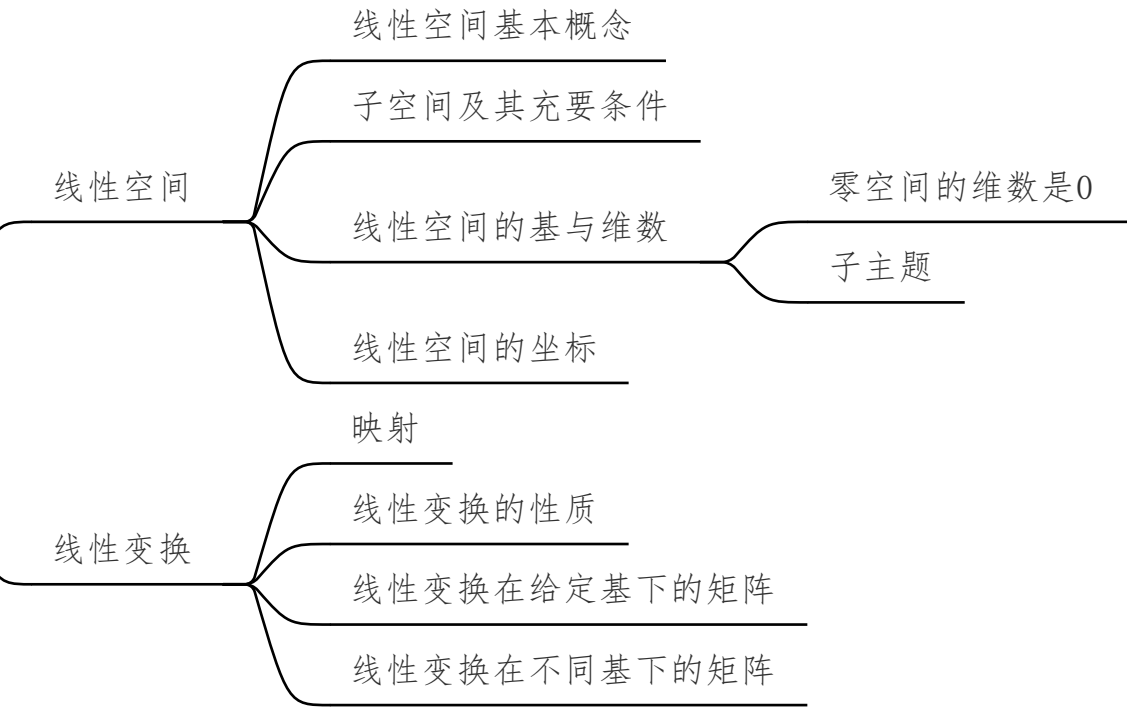 线性空间基本概念
子空间及其充要条件
线性空间
零空间的维数是0
线性空间的基与维数
子主题
线性空间的坐标
映射
线性变换的性质
线性变换
线性变换在给定基下的矩阵
线性变换在不同基下的矩阵